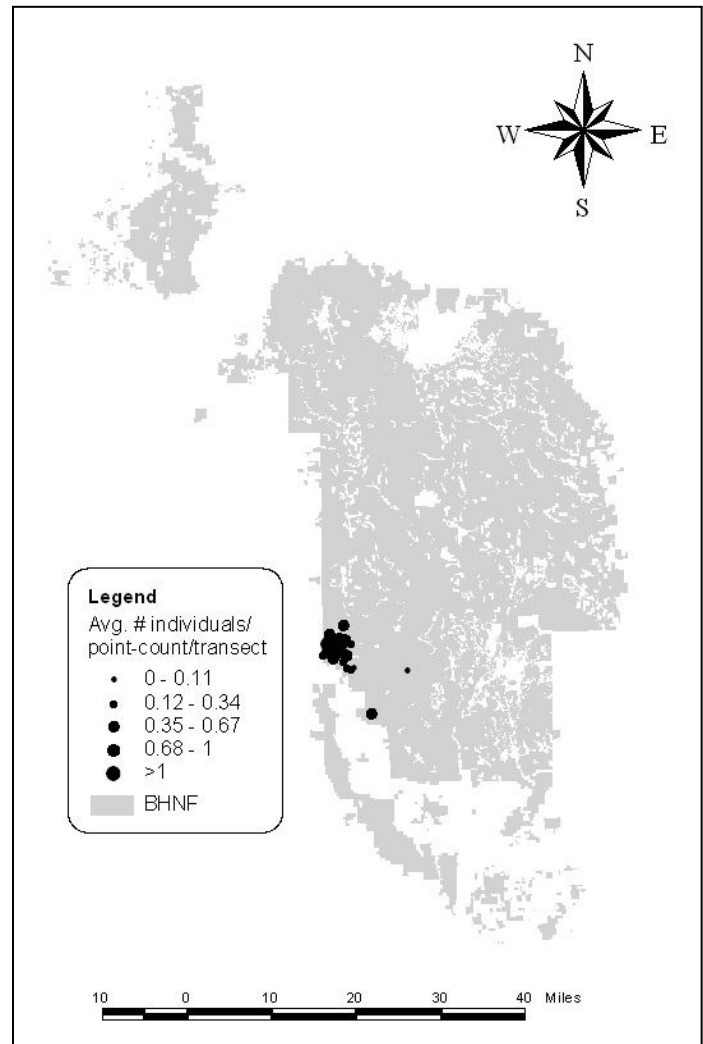 N
W E
S
Legend
Avg. # individuals/
point-count/transect
0 - 0.11
0.12 - 0.34
0.35 - 0.67
0.68 - 1
>1
BHNF
10 0 10 20 30 40 Miles